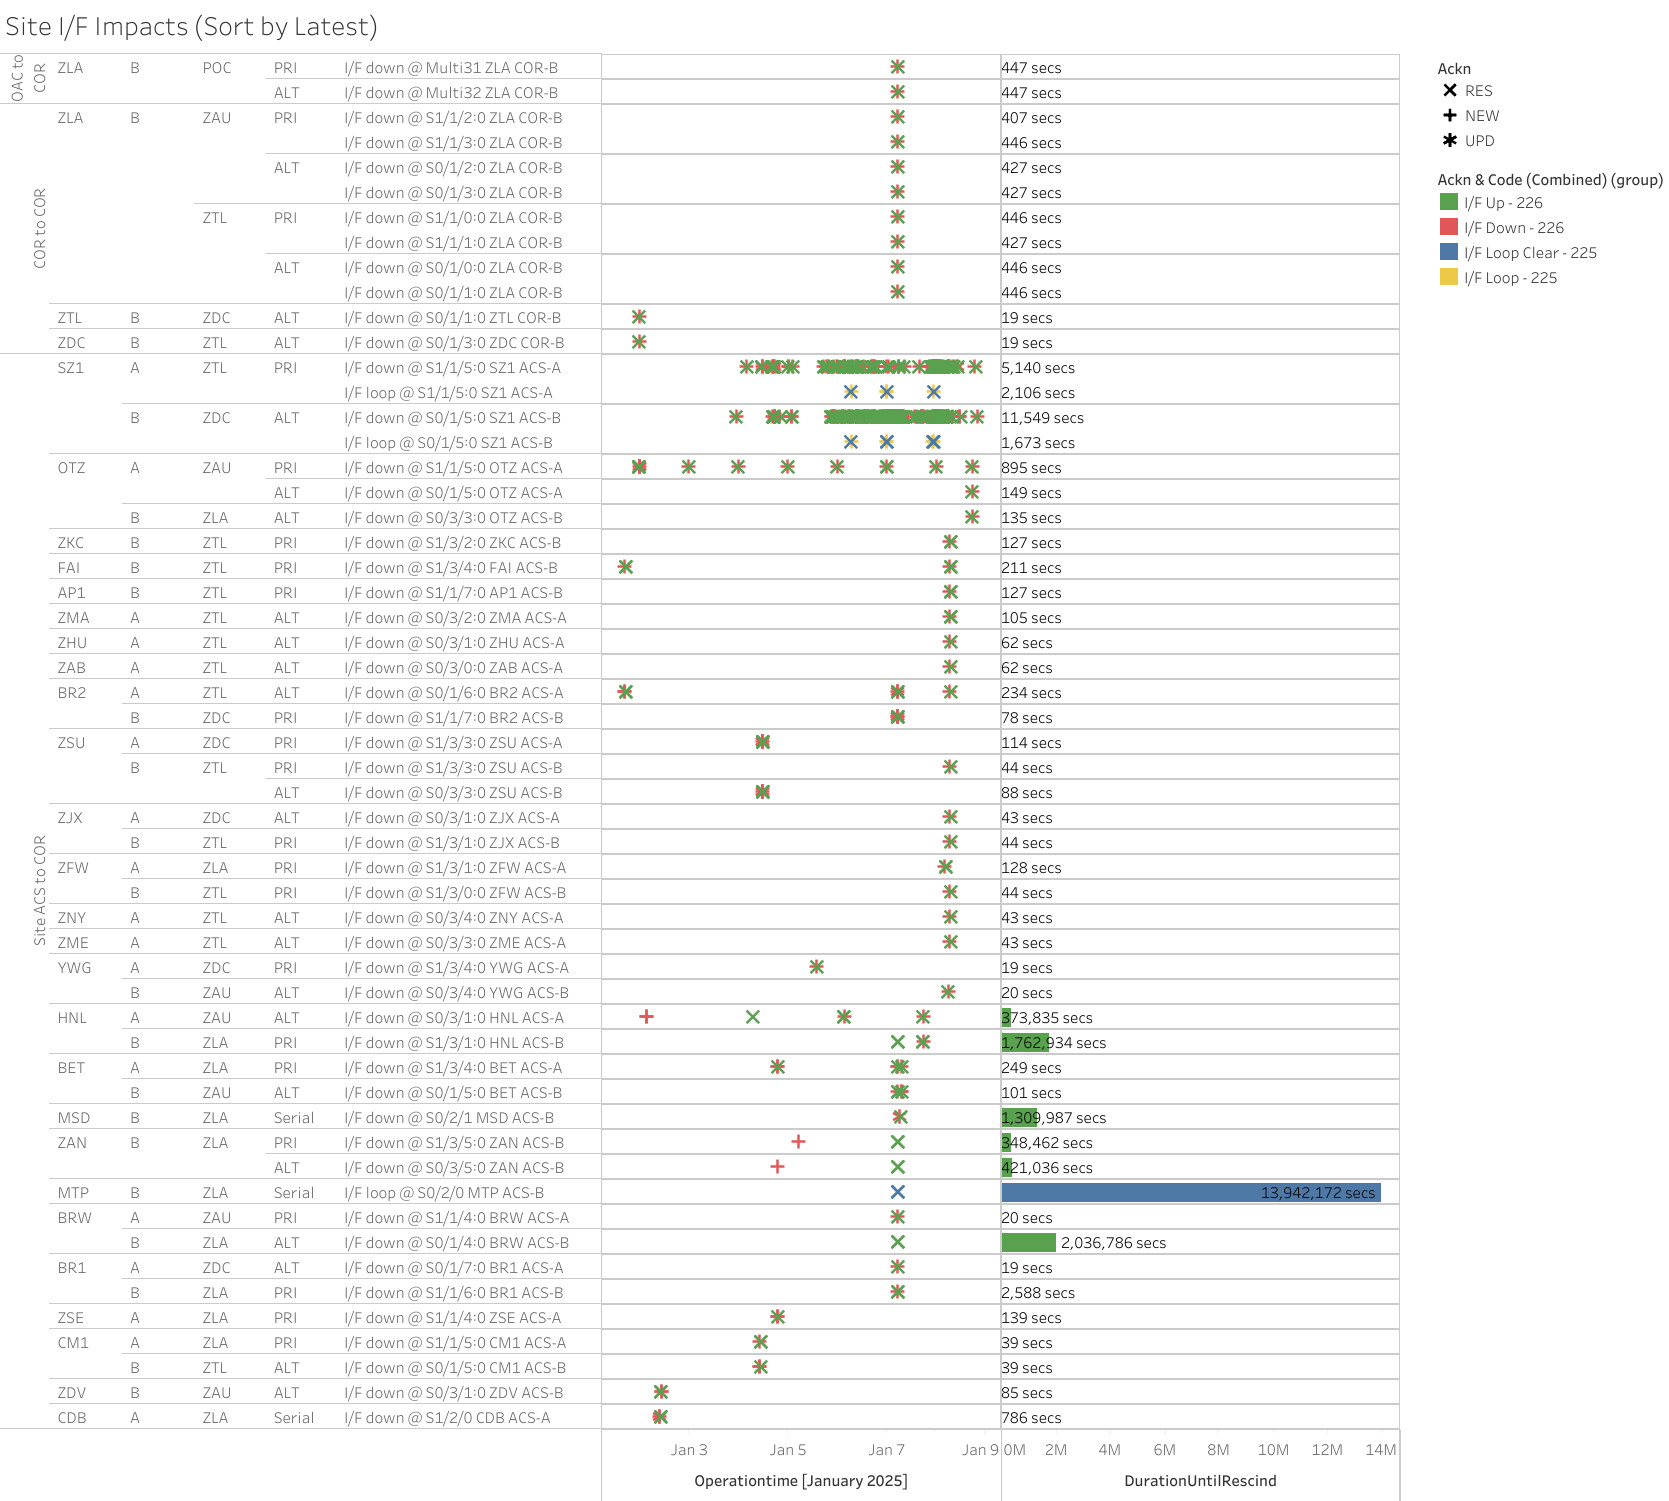 Site I/F Impacts (Sort by Latest)
OAC to COR
ZLA B POC PRI I/F down @ Multi31 ZLA COR-B 447 secs
ALT I/F down @ Multi32 ZLA COR-B 447 secs
COR to COR
ZLA B ZAU PRI I/F down @ S1/1/2:0 ZLA COR-B 407 secs
I/F down @ S1/1/3:0 ZLA COR-B 446 secs
ALT I/F down @ S0/1/2:0 ZLA COR-B 427 secs
I/F down @ S0/1/3:0 ZLA COR-B 427 secs
ZTL PRI I/F down @ S1/1/0:0 ZLA COR-B 446 secs
I/F down @ S1/1/1:0 ZLA COR-B 427 secs
ALT I/F down @ S0/1/0:0 ZLA COR-B 446 secs
I/F down @ S0/1/1:0 ZLA COR-B 446 secs
ZTL B ZDC ALT I/F down @ S0/1/1:0 ZTL COR-B 19 secs
ZDC B ZTL ALT I/F down @ S0/1/3:0 ZDC COR-B 19 secs
Site ACS to COR
SZ1 A ZTL PRI I/F down @ S1/1/5:0 SZ1 ACS-A 5,140 secs
I/F loop @ S1/1/5:0 SZ1 ACS-A 2,106 secs
B ZDC ALT I/F down @ S0/1/5:0 SZ1 ACS-B 11,549 secs
I/F loop @ S0/1/5:0 SZ1 ACS-B 1,673 secs
OTZ A ZAU PRI I/F down @ S1/1/5:0 OTZ ACS-A 895 secs
ALT I/F down @ S0/1/5:0 OTZ ACS-A 149 secs
B ZLA ALT I/F down @ S0/3/3:0 OTZ ACS-B 135 secs
ZKC B ZTL PRI I/F down @ S1/3/2:0 ZKC ACS-B 127 secs
FAI B ZTL PRI I/F down @ S1/3/4:0 FAI ACS-B 211 secs
AP1 B ZTL PRI I/F down @ S1/1/7:0 AP1 ACS-B 127 secs
ZMA A ZTL ALT I/F down @ S0/3/2:0 ZMA ACS-A 105 secs
ZHU A ZTL ALT I/F down @ S0/3/1:0 ZHU ACS-A 62 secs
ZAB A ZTL ALT I/F down @ S0/3/0:0 ZAB ACS-A 62 secs
BR2 A ZTL ALT I/F down @ S0/1/6:0 BR2 ACS-A 234 secs
B ZDC PRI I/F down @ S1/1/7:0 BR2 ACS-B 78 secs
ZSU A ZDC PRI I/F down @ S1/3/3:0 ZSU ACS-A 114 secs
B ZTL PRI I/F down @ S1/3/3:0 ZSU ACS-B 44 secs
ALT I/F down @ S0/3/3:0 ZSU ACS-B 88 secs
ZJX A ZDC ALT I/F down @ S0/3/1:0 ZJX ACS-A 43 secs
B ZTL PRI I/F down @ S1/3/1:0 ZJX ACS-B 44 secs
ZFW A ZLA PRI I/F down @ S1/3/1:0 ZFW ACS-A 128 secs
B ZTL PRI I/F down @ S1/3/0:0 ZFW ACS-B 44 secs
ZNY A ZTL ALT I/F down @ S0/3/4:0 ZNY ACS-A 43 secs
ZME A ZTL ALT I/F down @ S0/3/3:0 ZME ACS-A 43 secs
YWG A ZDC PRI I/F down @ S1/3/4:0 YWG ACS-A 19 secs
B ZAU ALT I/F down @ S0/3/4:0 YWG ACS-B 20 secs
HNL A ZAU ALT I/F down @ S0/3/1:0 HNL ACS-A 373,835 secs
B ZLA PRI I/F down @ S1/3/1:0 HNL ACS-B 1,762,934 secs
BET A ZLA PRI I/F down @ S1/3/4:0 BET ACS-A 249 secs
B ZAU ALT I/F down @ S0/1/5:0 BET ACS-B 101 secs
MSD B ZLA Serial I/F down @ S0/2/1 MSD ACS-B 1,309,987 secs
ZAN B ZLA PRI I/F down @ S1/3/5:0 ZAN ACS-B 348,462 secs
ALT I/F down @ S0/3/5:0 ZAN ACS-B 421,036 secs
MTP B ZLA Serial I/F loop @ S0/2/0 MTP ACS-B 13,942,172 secs
BRW A ZAU PRI I/F down @ S1/1/4:0 BRW ACS-A 20 secs
B ZLA ALT I/F down @ S0/1/4:0 BRW ACS-B 2,036,786 secs
BR1 A ZDC ALT I/F down @ S0/1/7:0 BR1 ACS-A 19 secs
B ZLA PRI I/F down @ S1/1/6:0 BR1 ACS-B 2,588 secs
ZSE A ZLA PRI I/F down @ S1/1/4:0 ZSE ACS-A 139 secs
CM1 A ZLA PRI I/F down @ S1/1/5:0 CM1 ACS-A 39 secs
B ZTL ALT I/F down @ S0/1/5:0 CM1 ACS-B 39 secs
ZDV B ZAU ALT I/F down @ S0/3/1:0 ZDV ACS-B 85 secs
CDB A ZLA Serial I/F down @ S1/2/0 CDB ACS-A 786 secs
Jan 3 Jan 5 Jan 7 Jan 9 0M 2M 4M 6M 8M 10M 12M 14M
Operationtime [January 2025] DurationUntilRescind
Ackn
RES
NEW
UPD
Ackn & Code (Combined) (group)
I/F Up - 226
I/F Down - 226
I/F Loop Clear - 225
I/F Loop - 225